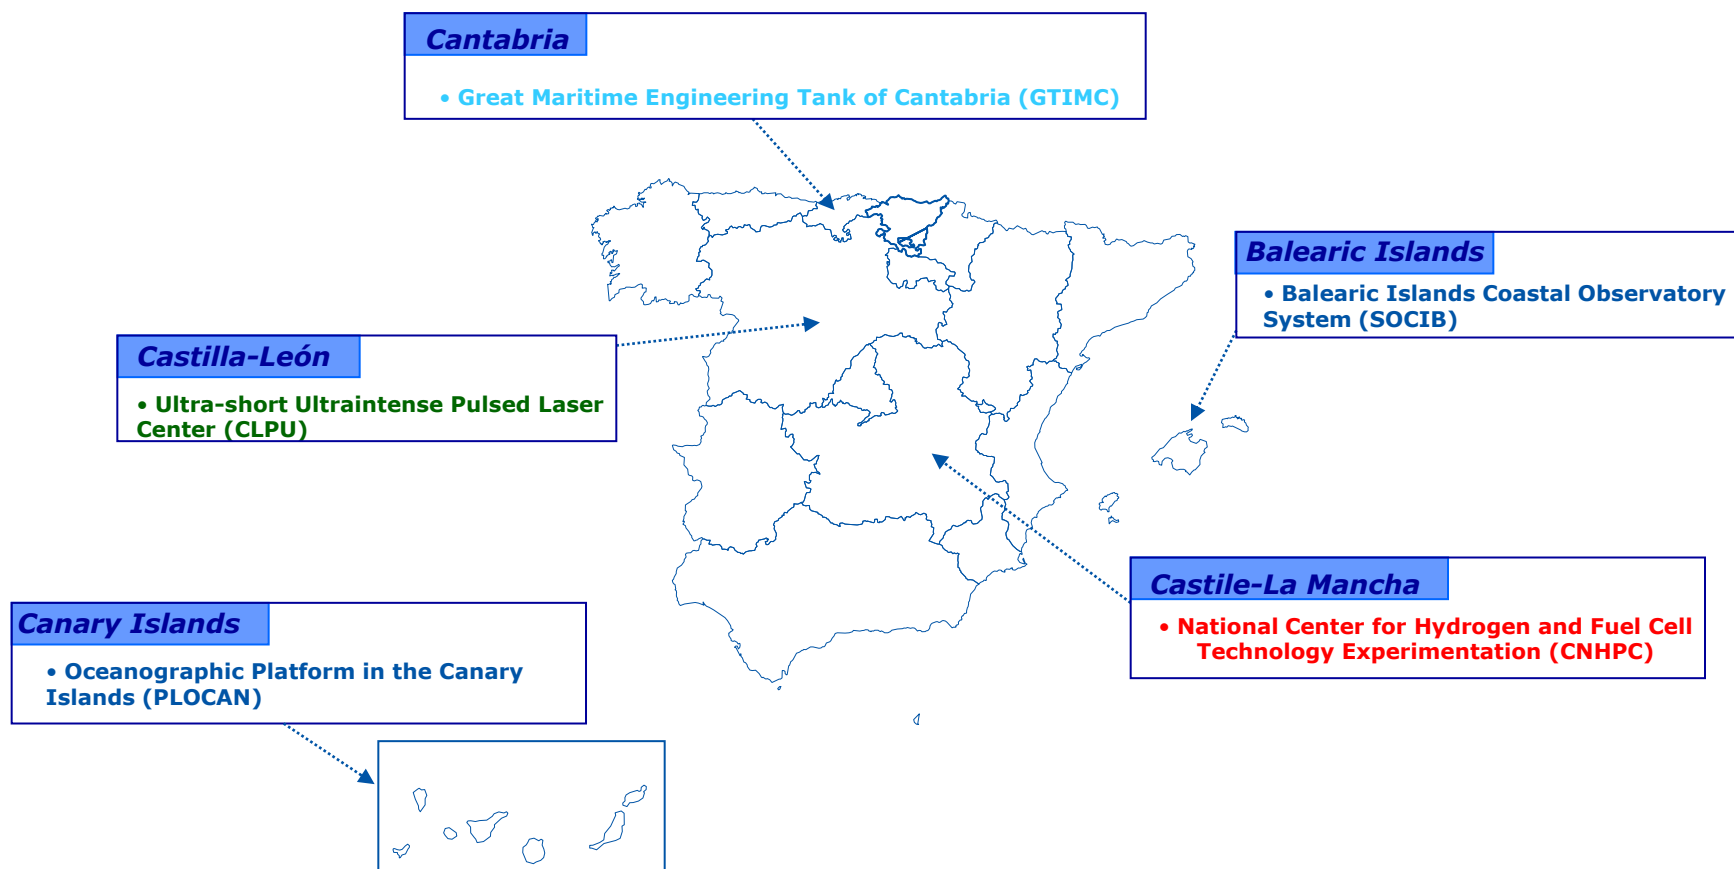 Cantabria
• Great Maritime Engineering Tank of Cantabria (GTIMC)
Balearic Islands
• Balearic Islands Coastal Observatory
System (SOCIB)
Castilla-León
• Ultra-short Ultraintense Pulsed Laser
Center (CLPU)
Castile-La Mancha
• National Center for Hydrogen and Fuel Cell
Technology Experimentation (CNHPC)
Canary Islands
• Oceanographic Platform in the Canary
Islands (PLOCAN)